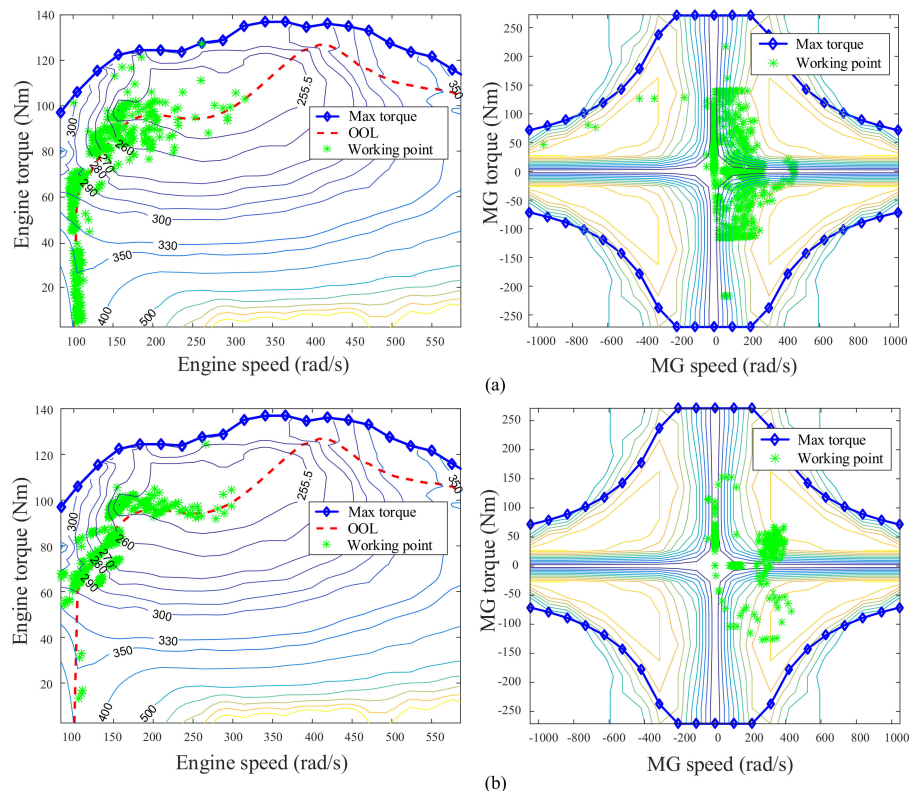 140
120
100
80
60
40
20
100 150 200 250 300 350 400 450 500 550
Engine torque (Nm)
Engine speed (rad/s)
300
290
280
270
260
255.5
350
300
330
350
400
500
Max torque
OOL
Working point
250
200
150
100
50
0
-50
-100
-150
-200
-250
-1000 -800 -600 -400 -200 0 200 400 600 800 1000
MG torque (Nm)
MG speed (rad/s)
Max torque
Working point
(a)
140
120
100
80
60
40
20
100 150 200 250 300 350 400 450 500 550
Engine torque (Nm)
Engine speed (rad/s)
300
290
280
270
260
255.5
350
300
330
350
400
500
Max torque
OOL
Working point
250
200
150
100
50
0
-50
-100
-150
-200
-250
-1000 -800 -600 -400 -200 0 200 400 600 800 1000
MG torque (Nm)
MG speed (rad/s)
Max torque
Working point
(b)